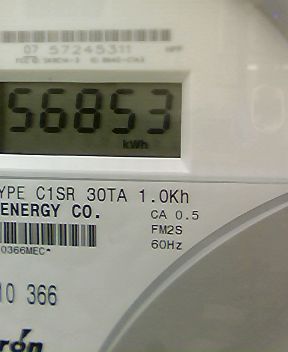 07 57245311
56853
kWh
YPE C1SR 30TA 1.0Kh
ENERGY CO.
CA 0.5
FM2S
60Hz
0366MEC*
10 366
rón